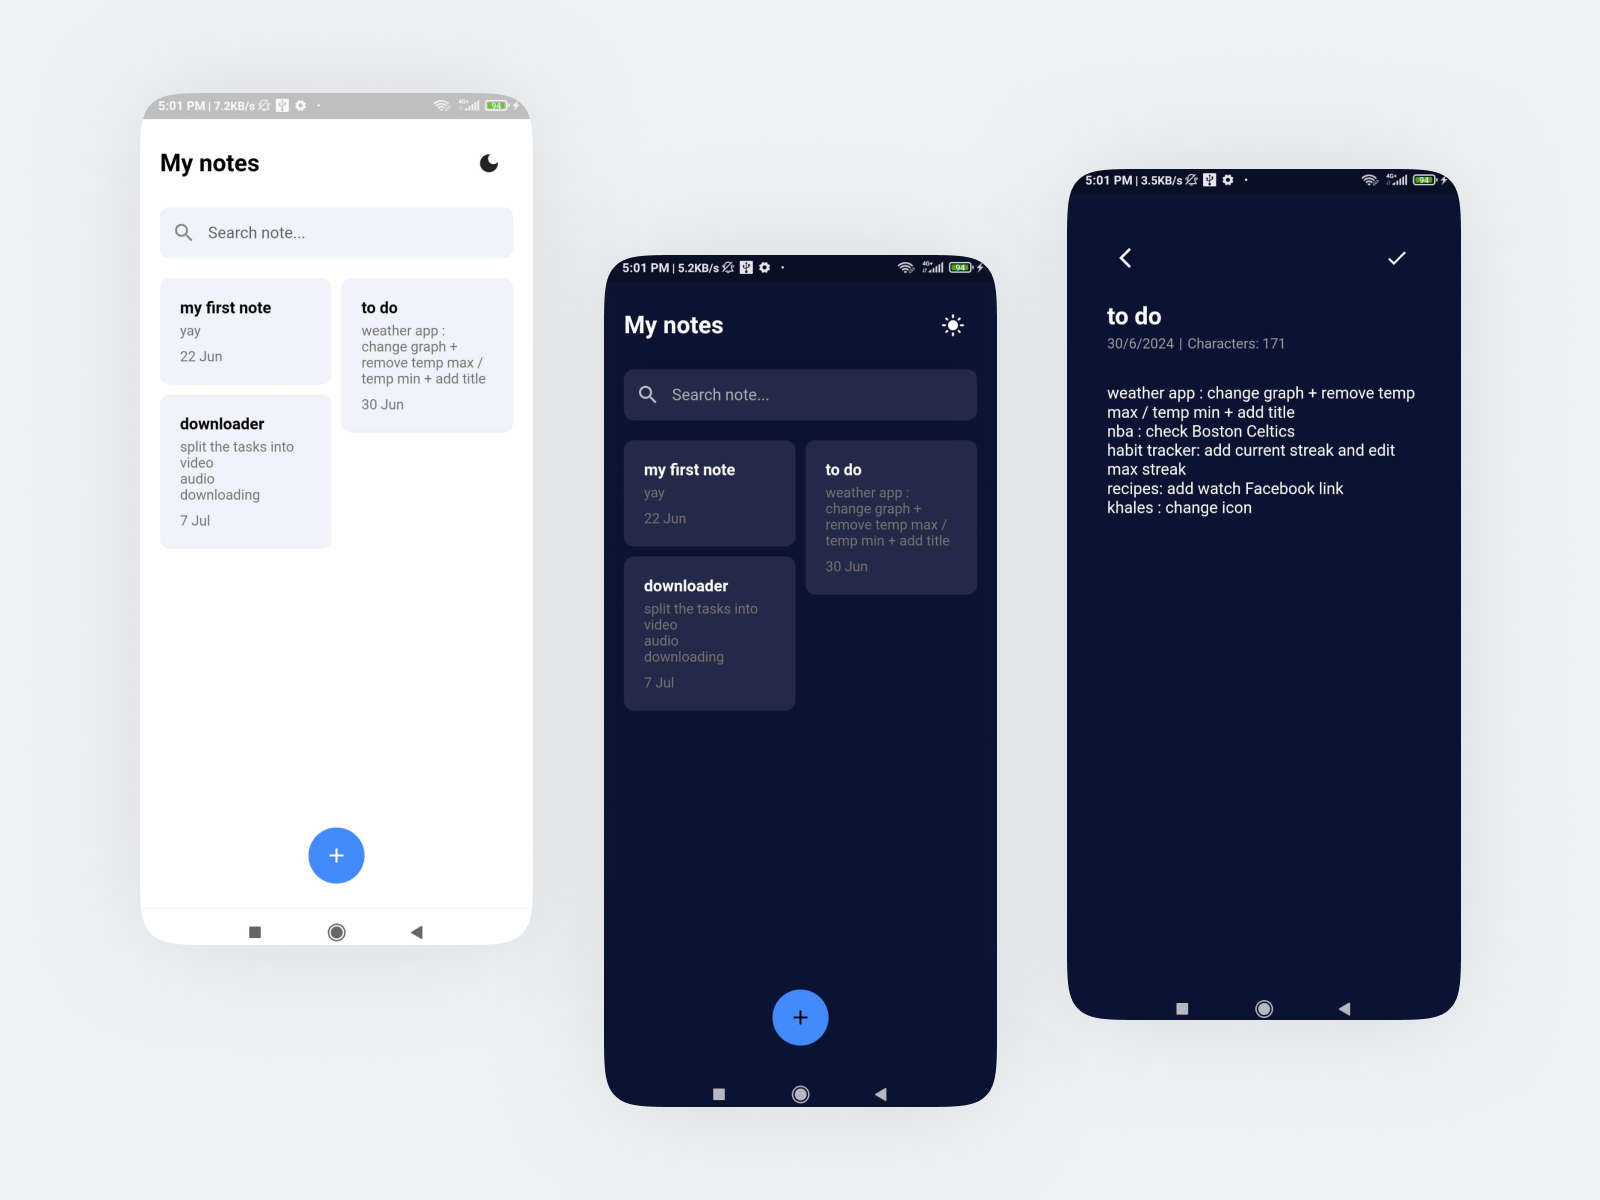 5:01 PM | 7.2KB/s
4G+
94
My notes
Search note...
my first note
yay
22 Jun
to do
weather app :
change graph +
remove temp max /
temp min + add title
30 Jun
downloader
split the tasks into
video
audio
downloading
7 Jul
5:01 PM | 5.2KB/s
4G+
94
My notes
Search note...
my first note
yay
22 Jun
to do
weather app :
change graph +
remove temp max /
temp min + add title
30 Jun
downloader
split the tasks into
video
audio
downloading
7 Jul
5:01 PM | 3.5KB/s
4G+
94
to do
30/6/2024 | Characters: 171
weather app : change graph + remove temp
max / temp min + add title
nba : check Boston Celtics
habit tracker: add current streak and edit
max streak
recipes: add watch Facebook link
khales : change icon